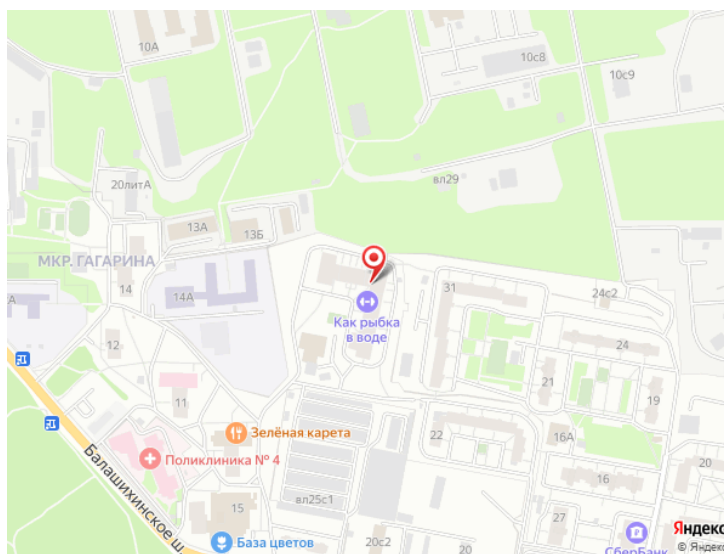 10А
10с8
10с9
20литА
вл29
13А
13Б
МКР. ГАГАРИНА
14
14А
31
24с2
Как рыбка
в воде
24
12
21
19
11
Зелёная карета
22
16А
Поликлиника № 4
20
16
Балашихинское ш.
вл25с1
15
27
База цветов
20с2
СберБанк
Яндекс